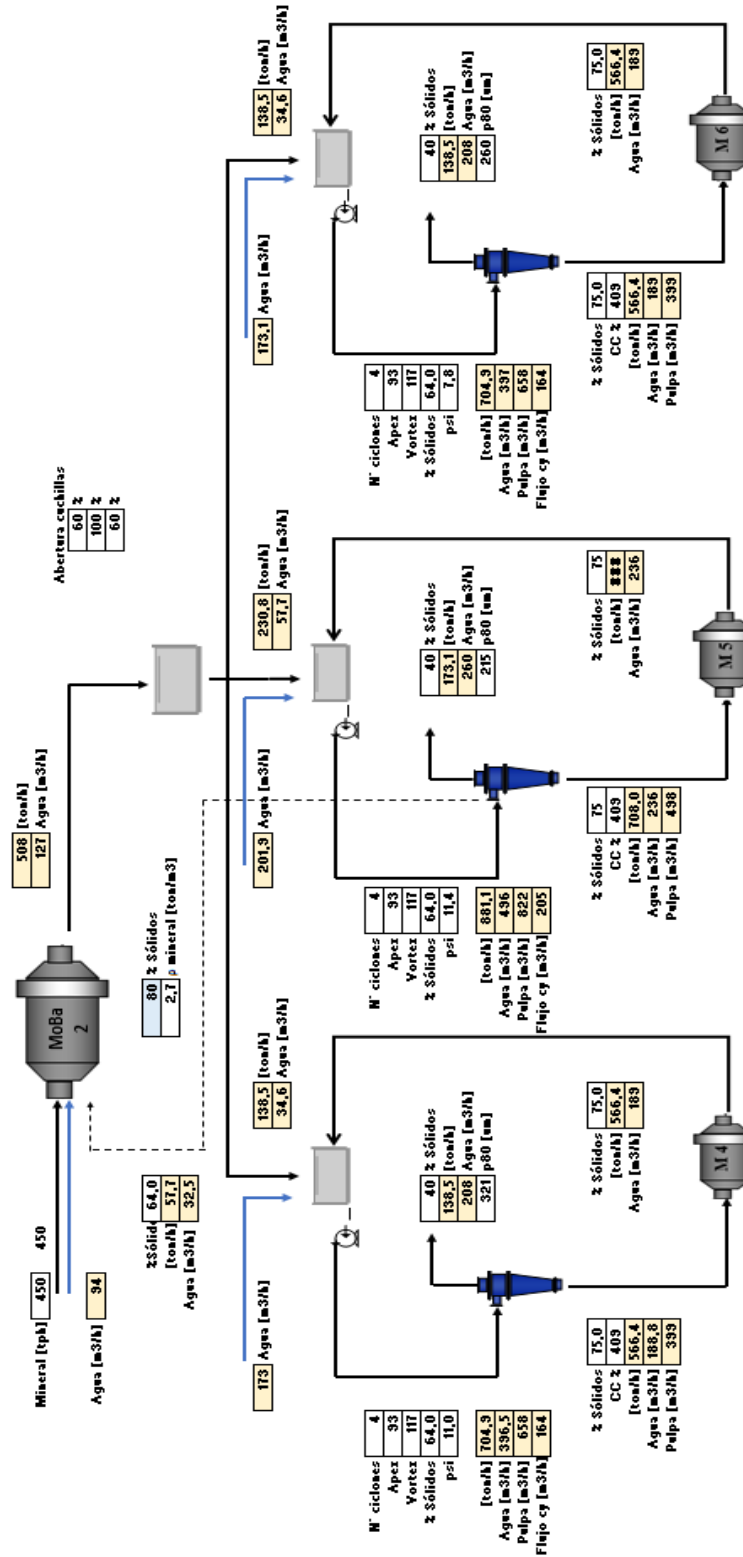 Mineral [tph] 450 450
Agua [m3/h] 94
MoBa 2
508 [ton/h]
127 Agua [m3/h]
80 % Sólidos
2,7 ρ mineral [ton/m3]
Abertura cuchillas
60 %
100 %
60 %
%Sólido 64,0
[ton/h] 57,7
Agua [m3/h] 32,5
173 Agua [m3/h]
138,5 [ton/h]
34,6 Agua [m3/h]
N° ciclones 4
Apex 93
Vortex 117
% Sólidos 64,0
psi 11,0
[ton/h] 704,9
Agua [m3/h] 396,5
Pulpa [m3/h] 658
Flujo cy [m3/h] 164
40 % Sólidos
138,5 [ton/h]
208 Agua [m3/h]
321 p80 [um]
% Sólidos 75,0
CC % 409
[ton/h] 566,4
Agua [m3/h] 188,8
Pulpa [m3/h] 399
% Sólidos 75,0
[ton/h] 566,4
Agua [m3/h] 189
M 4
201,9 Agua [m3/h]
230,8 [ton/h]
57,7 Agua [m3/h]
N° ciclones 4
Apex 93
Vortex 117
% Sólidos 64,0
psi 11,4
[ton/h] 881,1
Agua [m3/h] 496
Pulpa [m3/h] 822
Flujo cy [m3/h] 205
40 % Sólidos
173,1 [ton/h]
260 Agua [m3/h]
215 p80 [um]
% Sólidos 75
CC % 409
[ton/h] 708,0
Agua [m3/h] 236
Pulpa [m3/h] 498
% Sólidos 75
[ton/h] ###
Agua [m3/h] 236
M 5
173,1 Agua [m3/h]
138,5 [ton/h]
34,6 Agua [m3/h]
N° ciclones 4
Apex 93
Vortex 117
% Sólidos 64,0
psi 7,8
[ton/h] 704,9
Agua [m3/h] 397
Pulpa [m3/h] 658
Flujo cy [m3/h] 164
40 % Sólidos
138,5 [ton/h]
208 Agua [m3/h]
260 p80 [um]
% Sólidos 75,0
CC % 409
[ton/h] 566,4
Agua [m3/h] 189
Pulpa [m3/h] 399
% Sólidos 75,0
[ton/h] 566,4
Agua [m3/h] 189
M 6